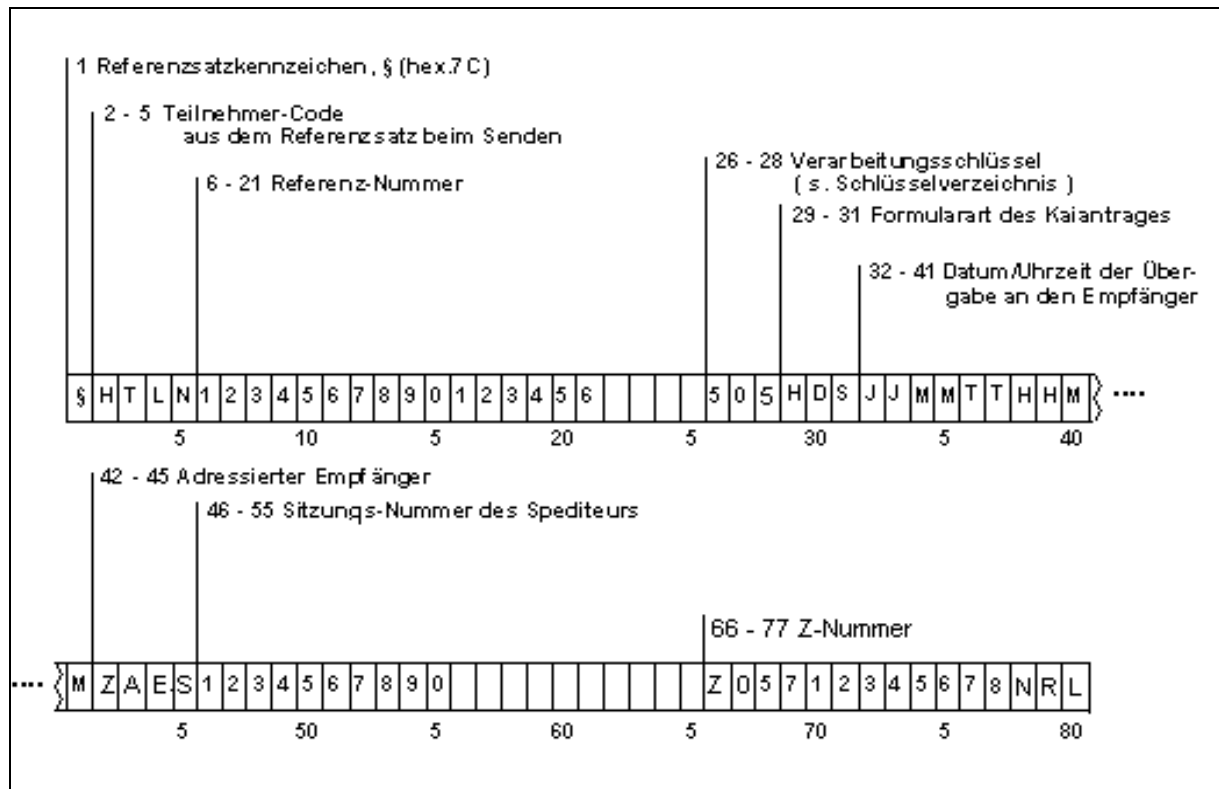 1 Referenzsatzkennzeichen, § (hex.7C)
2 - 5 Teilnehmer-Code
aus dem Referenzsatz beim Senden
6 - 21 Referenz-Nummer
26 - 28 Verarbeitungsschlüssel
( s. Schlüsselverzeichnis )
29 - 31 Formularart des Kaiantrages
32 - 41 Datum/Uhrzeit der Über-
gabe an den Empfänger
§ H T L N 1 2 3 4 5 6 7 8 9 0 1 2 3 4 5 6 5 0 5 H D S J J M M T T H H M ....
5 10 5 20 5 30 5 40
42 - 45 Adressierter Empfänger
46 - 55 Sitzungs-Nummer des Spediteurs
66 - 77 Z-Nummer
.... M Z A E S 1 2 3 4 5 6 7 8 9 0 Z 0 5 7 1 2 3 4 5 6 7 8 N R L
5 50 5 60 5 70 5 80